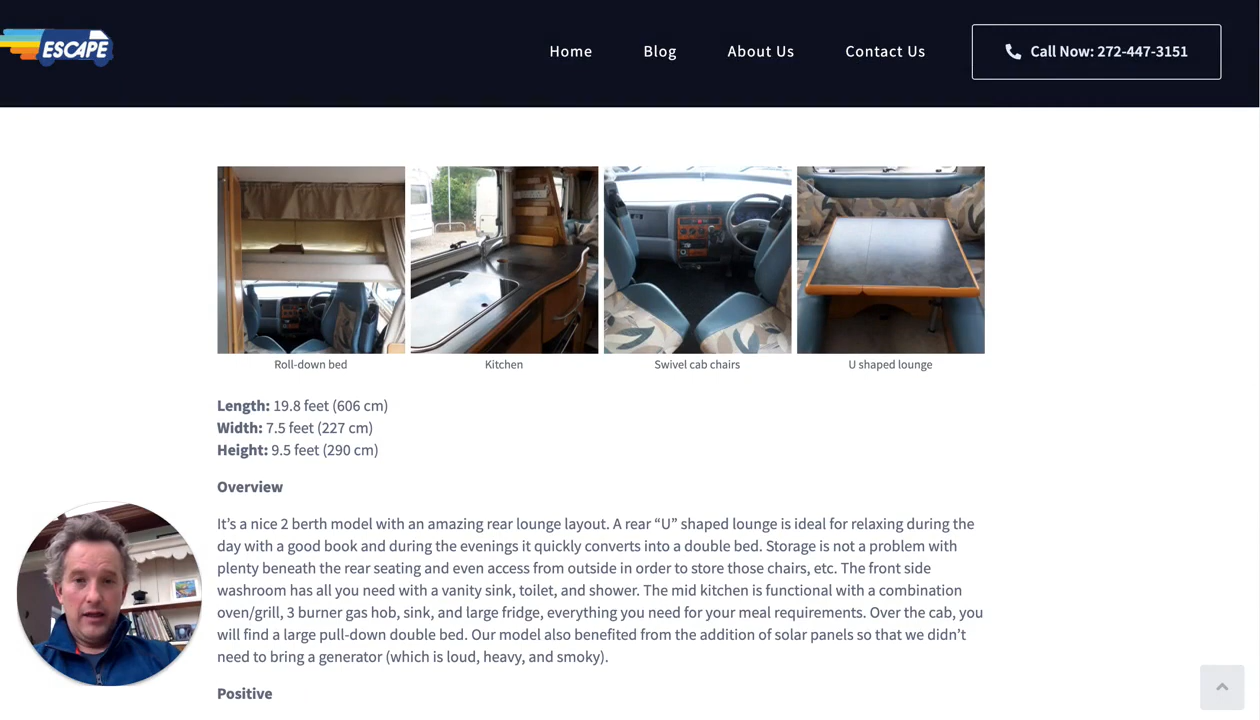 ESCAPE
Home
Blog
About Us
Contact Us
Call Now: 272-447-3151
Roll-down bed
Kitchen
Swivel cab chairs
U shaped lounge
Length: 19.8 feet (606 cm)
Width: 7.5 feet (227 cm)
Height: 9.5 feet (290 cm)
Overview
It's a nice 2 berth model with an amazing rear lounge layout. A rear “U” shaped lounge is ideal for relaxing during the
day with a good book and during the evenings it quickly converts into a double bed. Storage is not a problem with
plenty beneath the rear seating and even access from outside in order to store those chairs, etc. The front side
washroom has all you need with a vanity sink, toilet, and shower. The mid kitchen is functional with a combination
oven/grill, 3 burner gas hob, sink, and large fridge, everything you need for your meal requirements. Over the cab, you
will find a large pull-down double bed. Our model also benefited from the addition of solar panels so that we didn't
need to bring a generator (which is loud, heavy, and smoky).
Positive